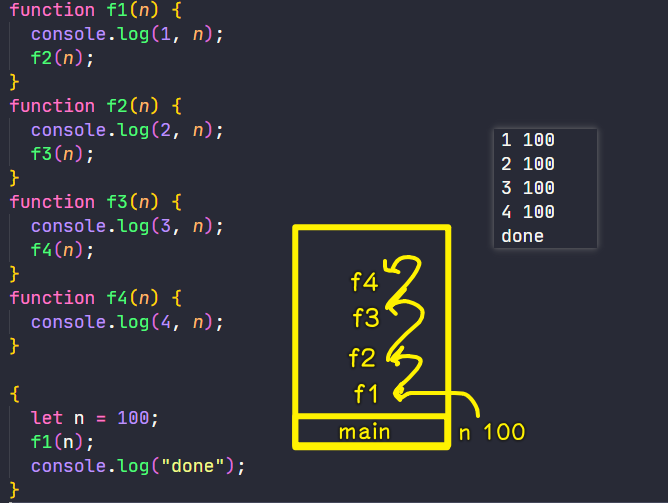 function f1(n) {
  console.log(1, n);
  f2(n);
}
function f2(n) {
  console.log(2, n);
  f3(n);
}
function f3(n) {
  console.log(3, n);
  f4(n);
}
function f4(n) {
  console.log(4, n);
}

{
  let n = 100;
  f1(n);
  console.log("done");
}
1 100
2 100
3 100
4 100
done
f4
f3
f2
f1
main
n 100